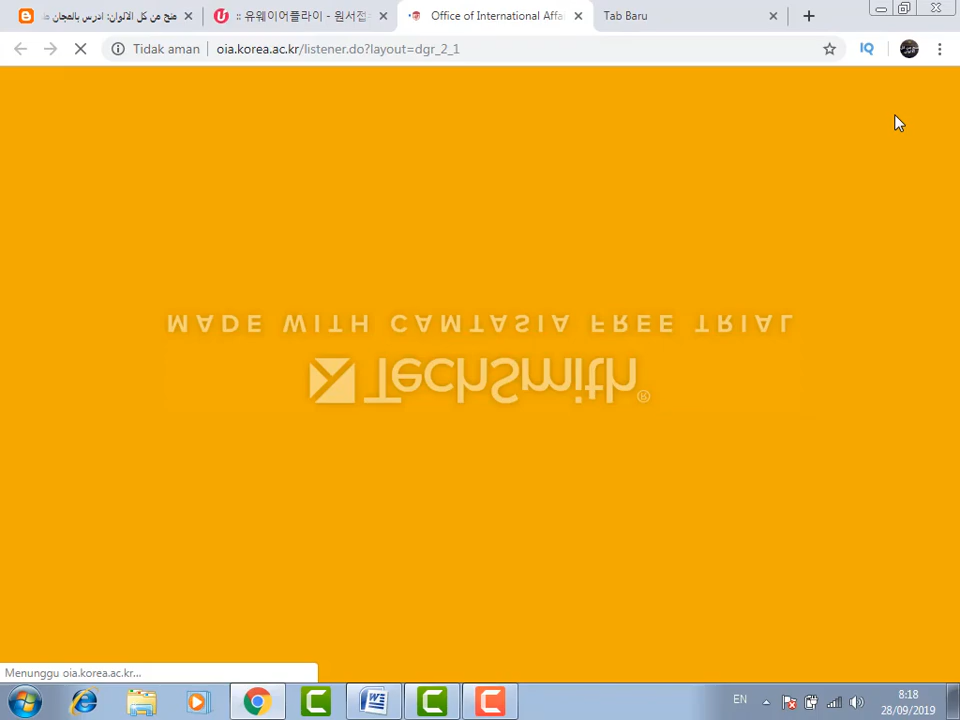 منح من كل الالوان: ادرس بالمجان
:: 유웨이어플라이 - 원서접
Office of International Affa
Tab Baru
Tidak aman
oia.korea.ac.kr/listener.do?layout=dgr_2_1
IQ
MADE WITH CAMTASIA FREE TRIAL
TechSmith®
Menunggu oia.korea.ac.kr...
EN
8:18
28/09/2019